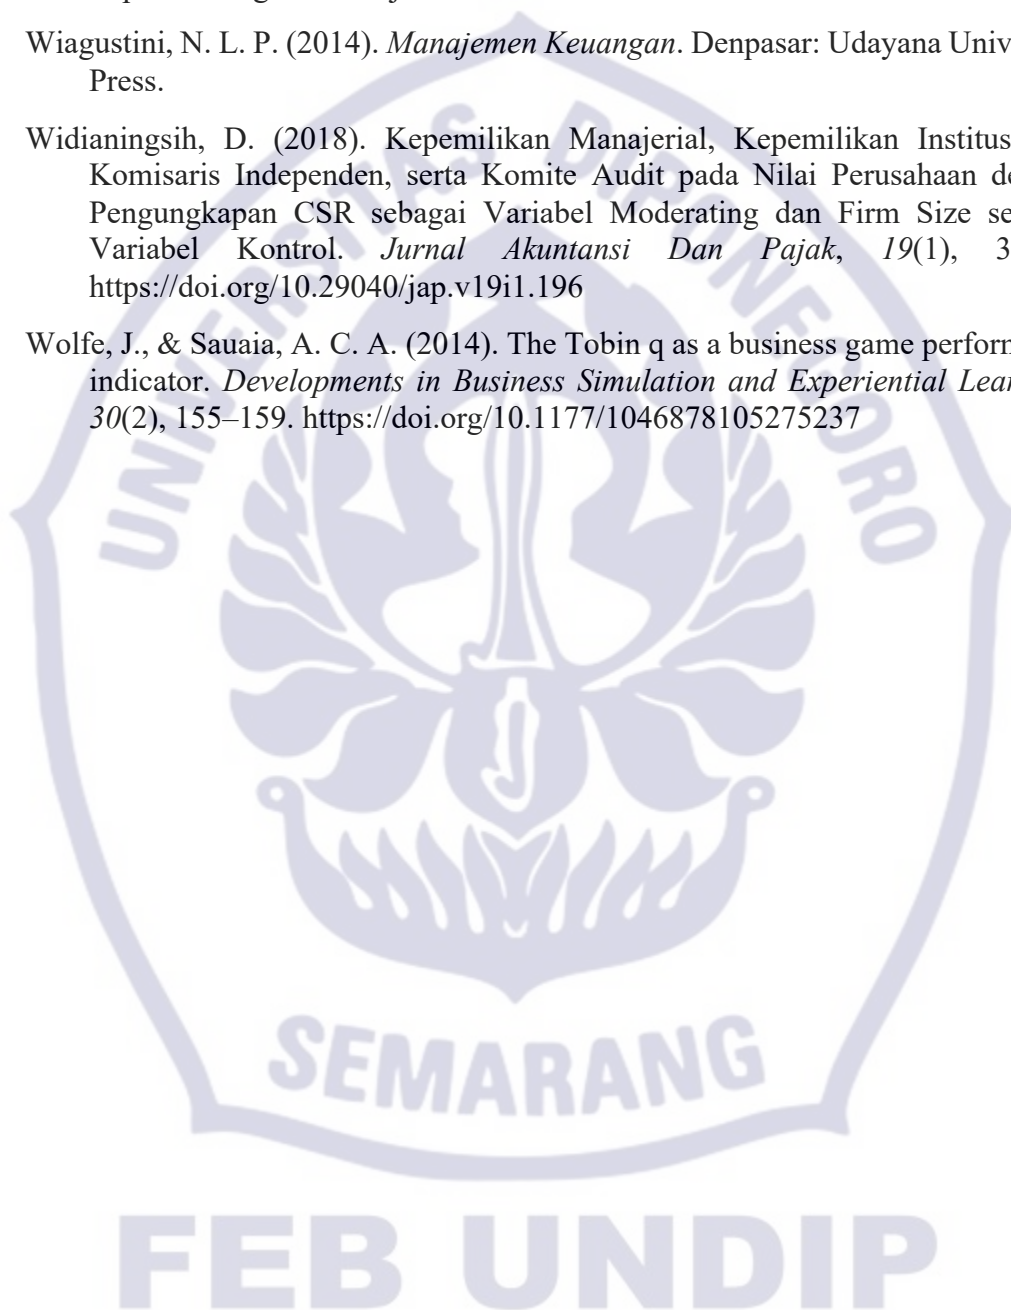 Wiagustini, N. L. P. (2014). Manajemen Keuangan. Denpasar: Udayana Univ
Press.
Widianingsih, D. (2018). Kepemilikan Manajerial, Kepemilikan Institus
Komisaris Independen, serta Komite Audit pada Nilai Perusahaan de
Pengungkapan CSR sebagai Variabel Moderating dan Firm Size se
Variabel Kontrol. Jurnal Akuntansi Dan Pajak, 19(1), 3
https://doi.org/10.29040/jap.v19i1.196
Wolfe, J., & Sauaia, A. C. A. (2014). The Tobin q as a business game perform
indicator. Developments in Business Simulation and Experiential Lear
30(2), 155–159. https://doi.org/10.1177/1046878105275237
UNIVERSITAS DIPONEGORO
SEMARANG
FEB UNDIP